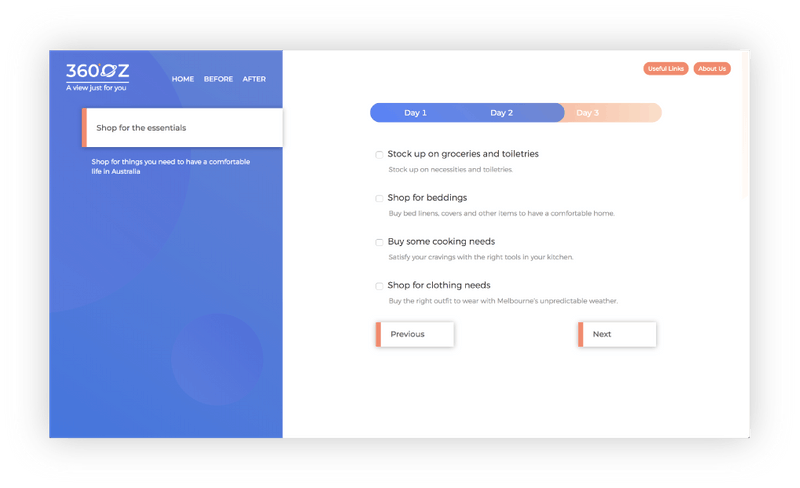 360°OZ
A view just for you
HOME BEFORE AFTER
Shop for the essentials
Shop for things you need to have a comfortable
life in Australia
Useful Links About Us
Day 1 Day 2 Day 3
Stock up on groceries and toiletries
Stock up on necessities and toiletries.
Shop for beddings
Buy bed linens, covers and other items to have a comfortable home.
Buy some cooking needs
Satisfy your cravings with the right tools in your kitchen.
Shop for clothing needs
Buy the right outfit to wear with Melbourne's unpredictable weather.
Previous Next